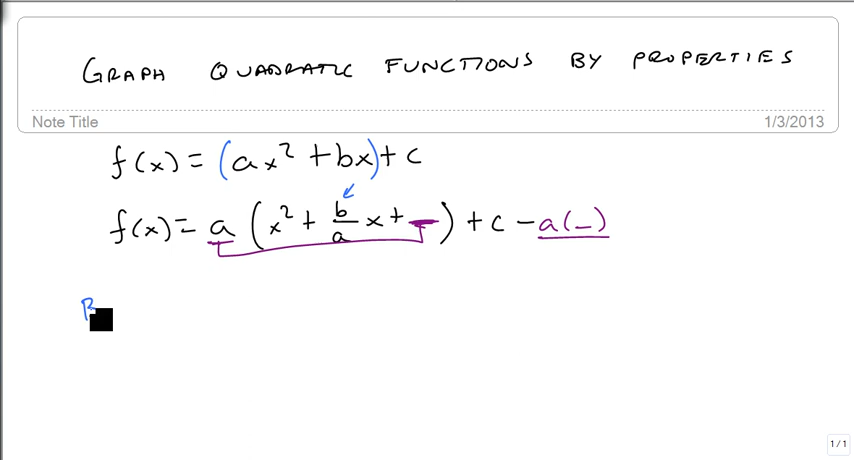 GRAPH QUADRATIC FUNCTIONS BY PROPERTIES
Note Title 1/3/2013
f(x) = (ax² + bx) + c
f(x) = a (x² + b/a x + _) + c - a(_)
1 / 1